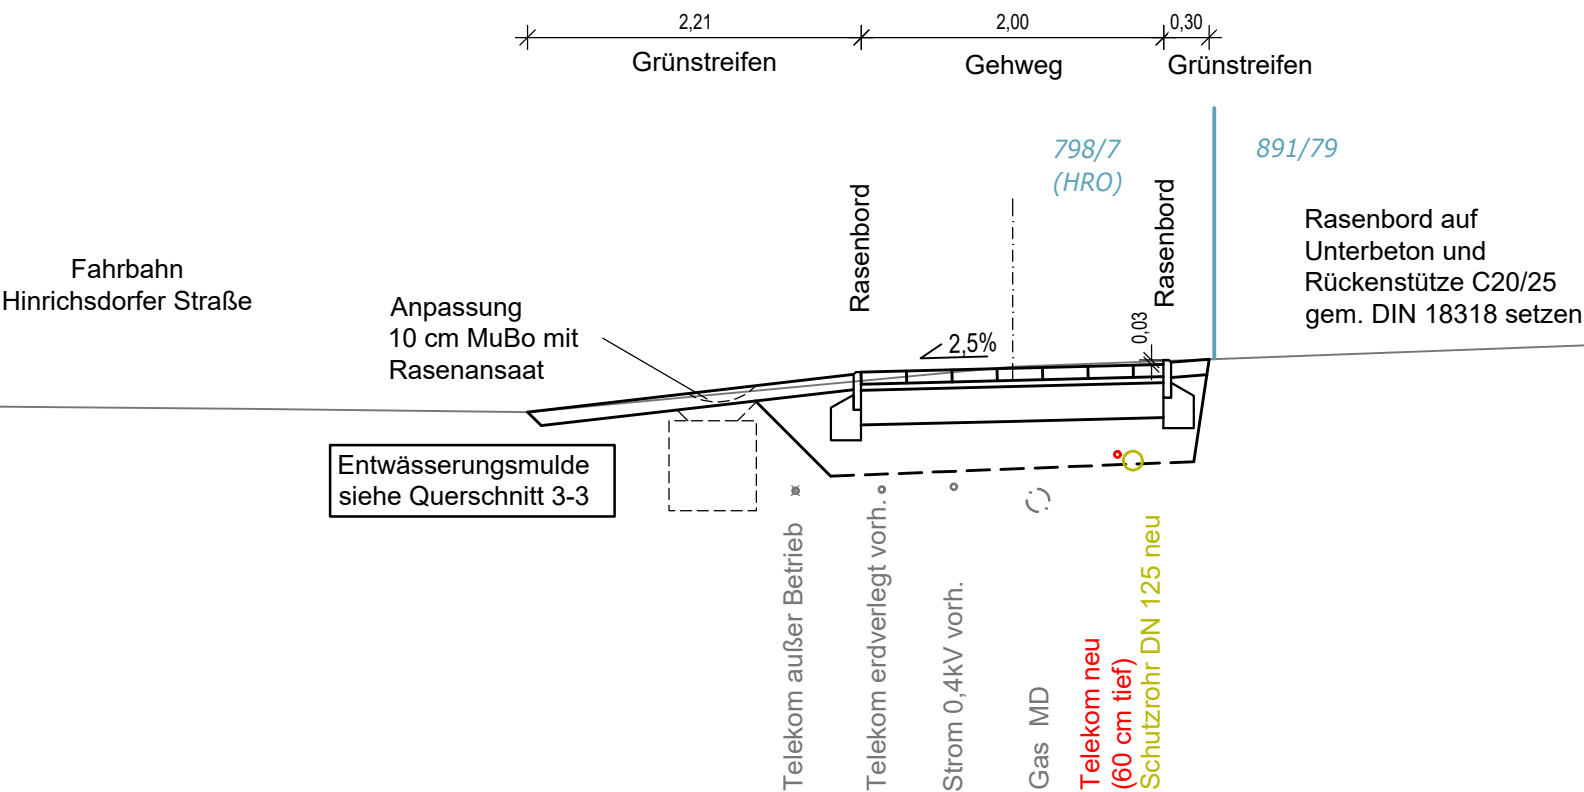 2,21
2,00
0,30
Grünstreifen
Gehweg
Grünstreifen
798/7
(HRO)
891/79
Rasenbord
Rasenbord
Rasenbord auf
Unterbeton und
Rückenstütze C20/25
gem. DIN 18318 setzen
Fahrbahn
Hinrichsdorfer Straße
Anpassung
10 cm MuBo mit
Rasenansaat
2,5%
0,03
Entwässerungsmulde
siehe Querschnitt 3-3
Telekom außer Betrieb
Telekom erdverlegt vorh.
Strom 0,4kV vorh.
Gas MD
Telekom neu
(60 cm tief)
Schutzrohr DN 125 neu